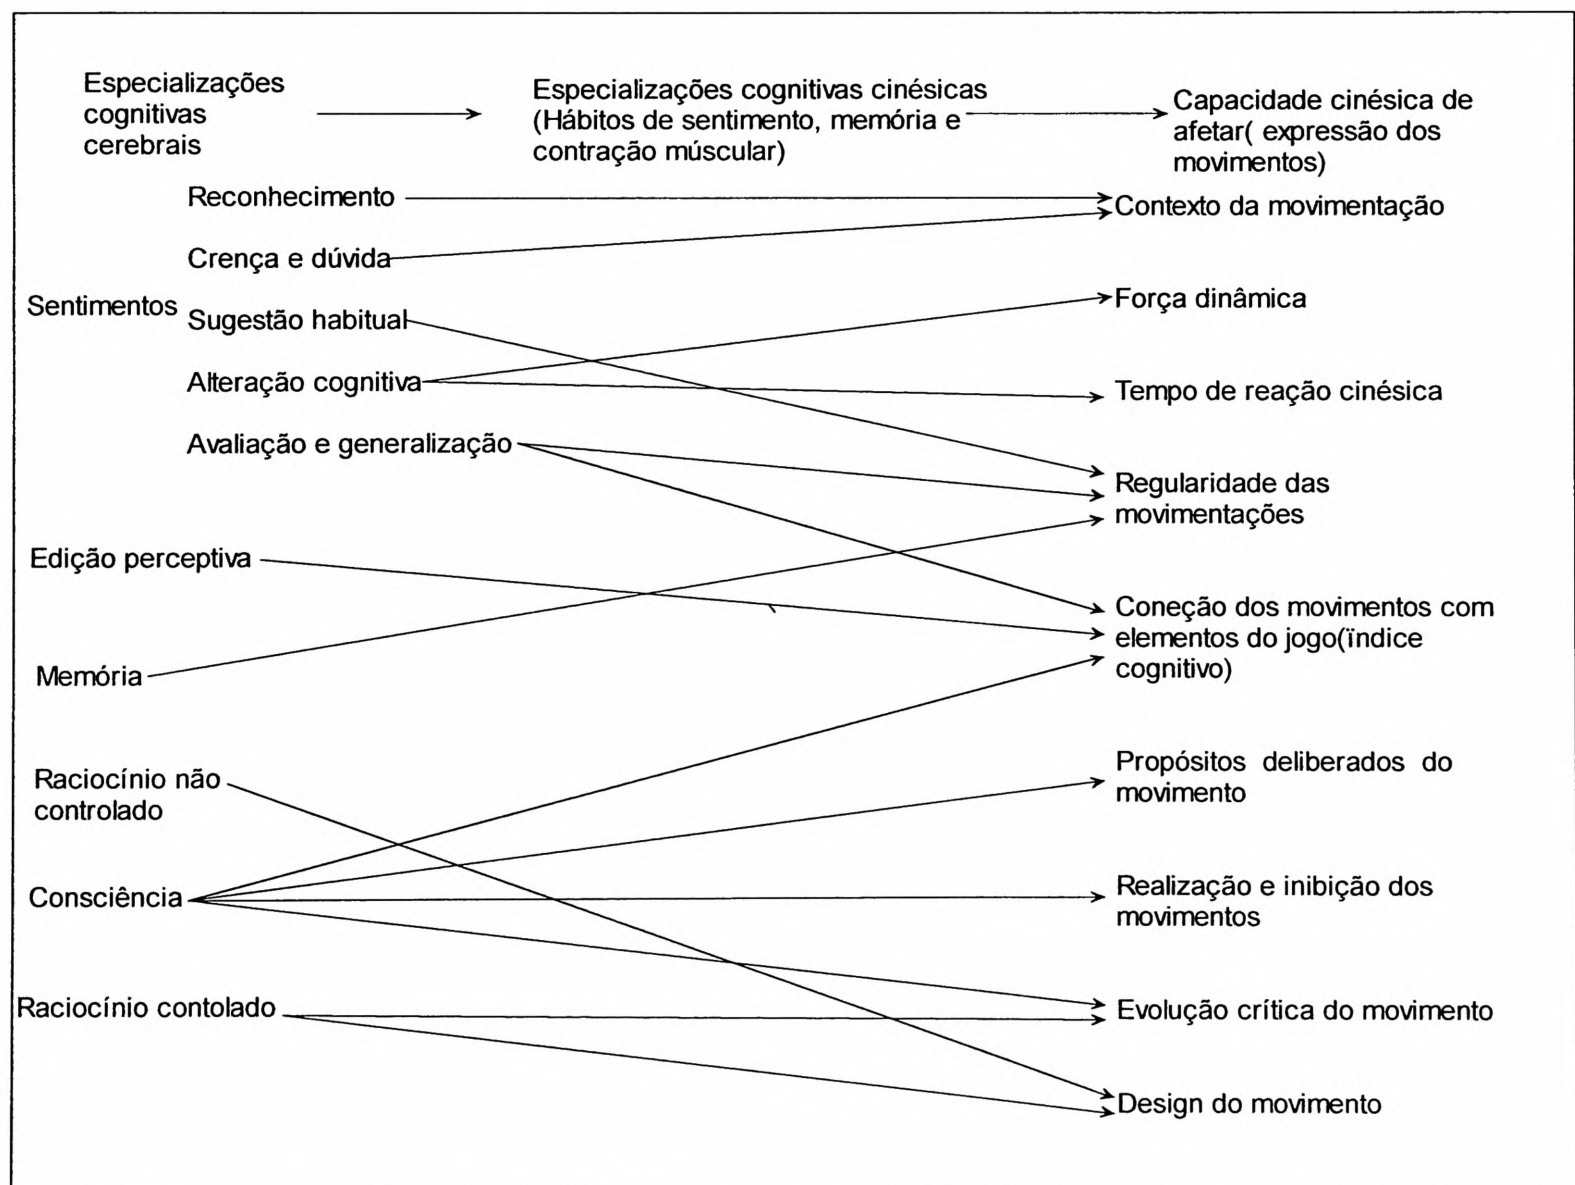 Especializações
cognitivas
cerebrais
Especializações cognitivas cinésicas
(Hábitos de sentimento, memória e
contração múscular)
Capacidade cinésica de
afetar( expressão dos
movimentos)
Reconhecimento
Contexto da movimentação
Crença e dúvida
Sentimentos
Força dinâmica
Sugestão habitual
Alteração cognitiva
Tempo de reação cinésica
Avaliação e generalização
Regularidade das
movimentações
Edição perceptiva
Coneção dos movimentos com
elementos do jogo(ïndice
cognitivo)
Memória
Raciocínio não
controlado
Propósitos deliberados do
movimento
Consciência
Realização e inibição dos
movimentos
Raciocínio contolado
Evolução crítica do movimento
Design do movimento